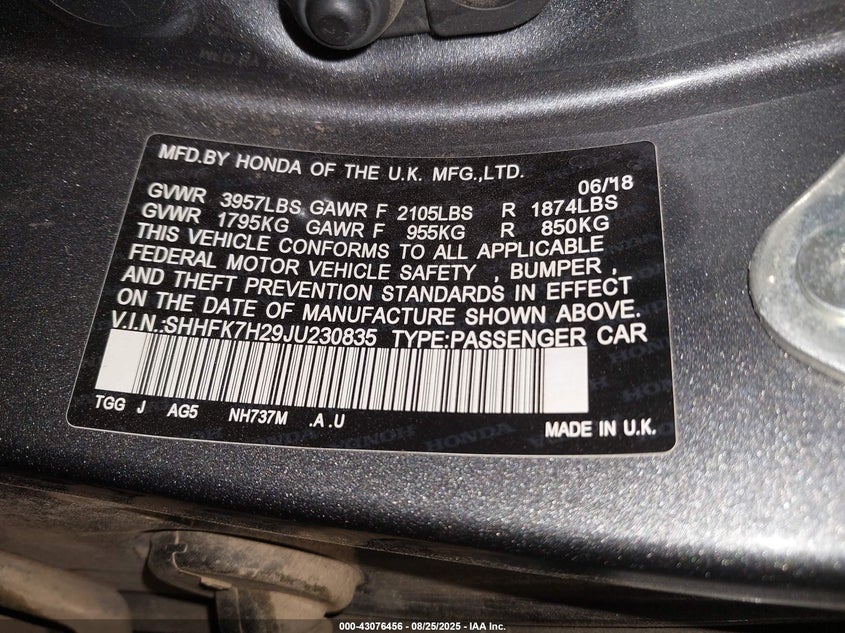 MFD.BY HONDA OF THE U.K. MFG.,LTD.
06/'18
GVWR 3957LBS GAWR F 2105LBS R 1874LBS
GVWR 1795KG GAWR F 955KG R 850KG
THIS VEHICLE CONFORMS TO ALL APPLICABLE
FEDERAL MOTOR VEHICLE SAFETY , BUMPER ,
AND THEFT PREVENTION STANDARDS IN EFFECT
ON THE DATE OF MANUFACTURE SHOWN ABOVE.
V.I.N.:SHHFK7H29JU230835 TYPE:PASSENGER CAR
TGG J AG5 NH737M .A.U
MADE IN U.K.
HONDA
000-43076456 - 08/25/2025 - IAA Inc.